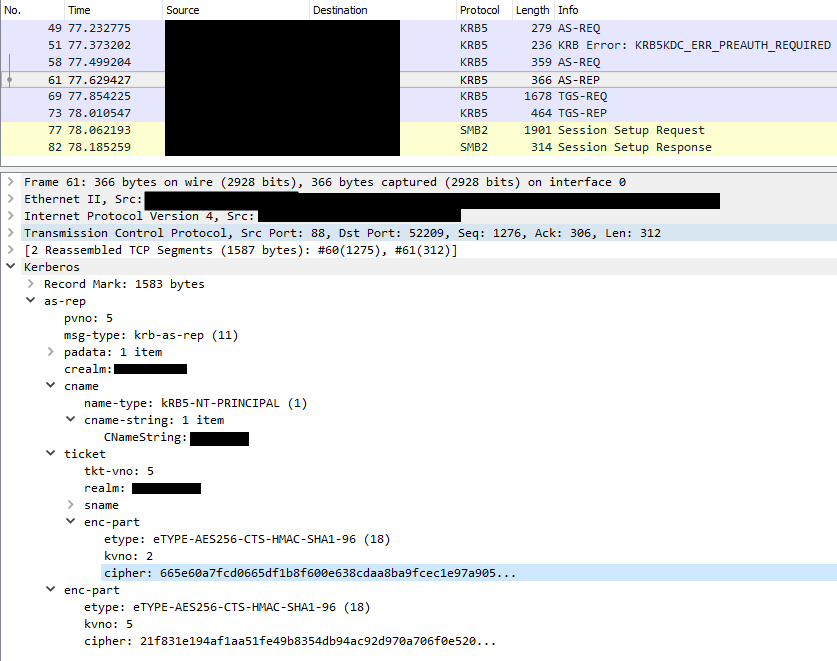 No. Time Source Destination Protocol Length Info
49 77.232775 KRB5 279 AS-REQ
51 77.373202 KRB5 236 KRB Error: KRB5KDC_ERR_PREAUTH_REQUIRED
58 77.499204 KRB5 359 AS-REQ
61 77.629427 KRB5 366 AS-REP
69 77.854225 KRB5 1678 TGS-REQ
73 78.010547 KRB5 464 TGS-REP
77 78.062193 SMB2 1901 Session Setup Request
82 78.185259 SMB2 314 Session Setup Response
Frame 61: 366 bytes on wire (2928 bits), 366 bytes captured (2928 bits) on interface 0
Ethernet II, Src:
Internet Protocol Version 4, Src:
Transmission Control Protocol, Src Port: 88, Dst Port: 52209, Seq: 1276, Ack: 306, Len: 312
[2 Reassembled TCP Segments (1587 bytes): #60(1275), #61(312)]
Kerberos
Record Mark: 1583 bytes
as-rep
pvno: 5
msg-type: krb-as-rep (11)
padata: 1 item
crealm:
cname
name-type: kRB5-NT-PRINCIPAL (1)
cname-string: 1 item
CNameString:
ticket
tkt-vno: 5
realm:
sname
enc-part
etype: eTYPE-AES256-CTS-HMAC-SHA1-96 (18)
kvno: 2
cipher: 665e60a7fcd0665df1b8f600e638cdaa8ba9fcec1e97a905...
enc-part
etype: eTYPE-AES256-CTS-HMAC-SHA1-96 (18)
kvno: 5
cipher: 21f831e194af1aa51fe49b8354db94ac92d970a706f0e520...